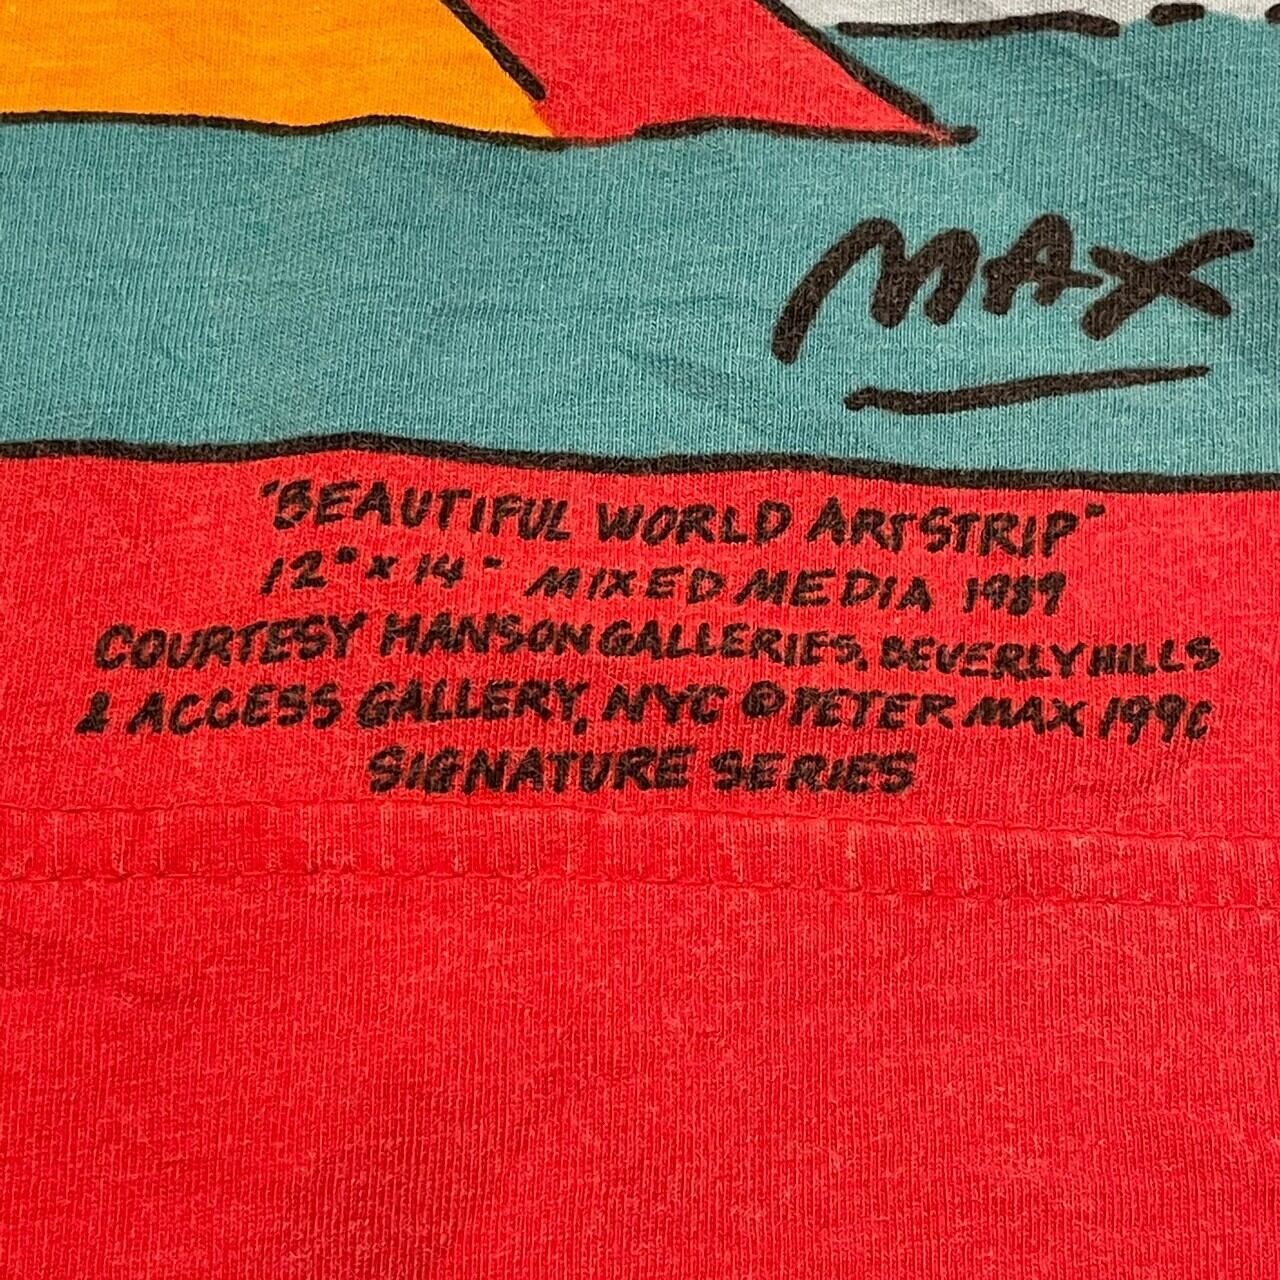 MAX
"BEAUTIFUL WORLD ARTSTRIP"
12" x 14" MIXED MEDIA 1989
COURTESY HANSON GALLERIES, BEVERLY HILLS
& ACCESS GALLERY, NYC © PETER MAX 1990
SIGNATURE SERIES